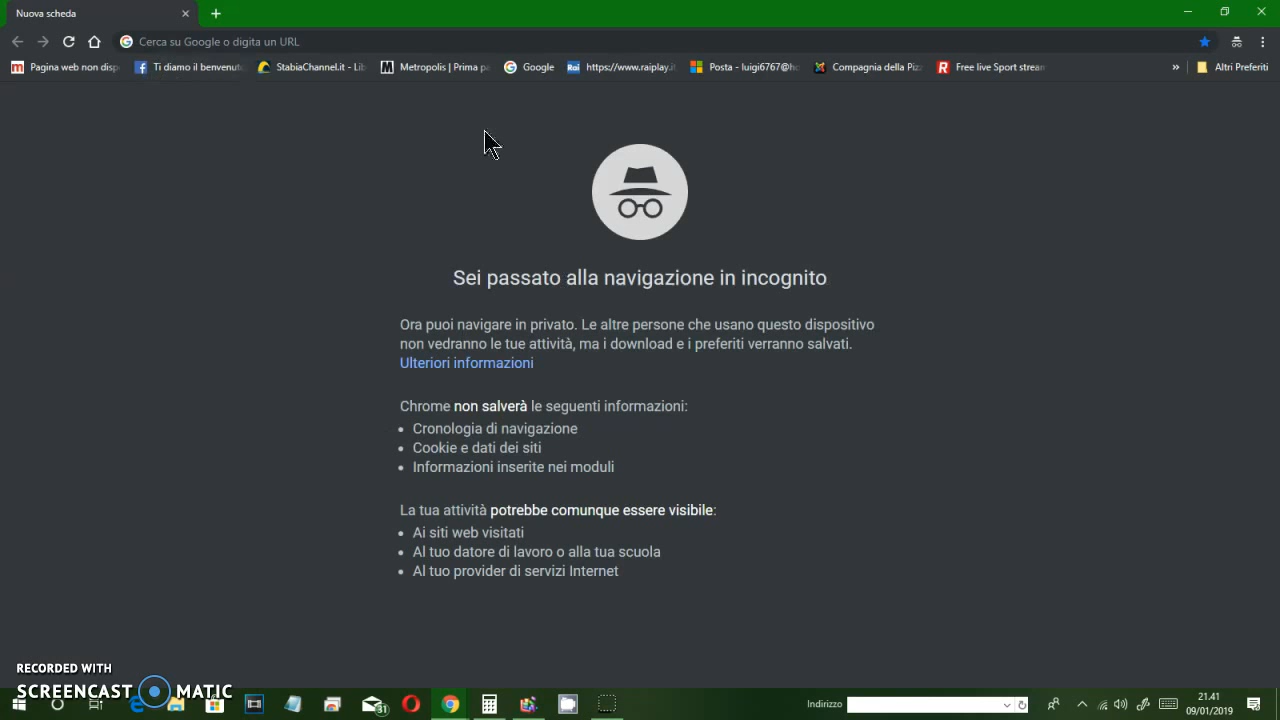 Nuova scheda
Cerca su Google o digita un URL
Pagina web non disp
Ti diamo il benvenuto
StabiaChannel.it - Lib
Metropolis | Prima pa
Google
Rai https://www.raiplay.it
Posta - luigi6767@ho
Compagnia della Piz
R Free live Sport stream
»
Altri Preferiti
Sei passato alla navigazione in incognito
Ora puoi navigare in privato. Le altre persone che usano questo dispositivo
non vedranno le tue attività, ma i download e i preferiti verranno salvati.
Ulteriori informazioni
Chrome non salverà le seguenti informazioni:
• Cronologia di navigazione
• Cookie e dati dei siti
• Informazioni inserite nei moduli
La tua attività potrebbe comunque essere visibile:
• Ai siti web visitati
• Al tuo datore di lavoro o alla tua scuola
• Al tuo provider di servizi Internet
RECORDED WITH
SCREENCAST MATIC
31
Indirizzo
21.41
09/01/2019